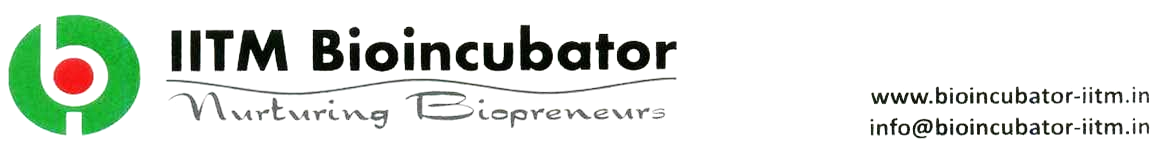 IITM Bioincubator
Nurturing Biopreneurs
www.bioincubator-iitm.in
info@bioincubator-iitm.in